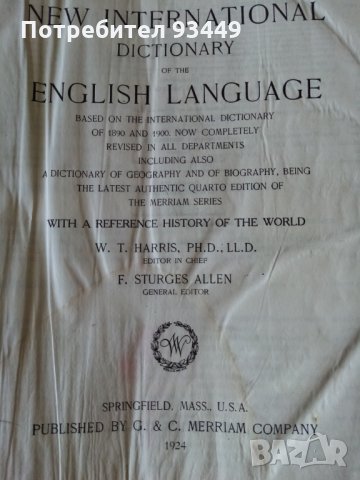 Потребител 93449
NEW INTERNATIONAL
DICTIONARY
OF THE
ENGLISH LANGUAGE
BASED ON THE INTERNATIONAL DICTIONARY
OF 1890 AND 1900. NOW COMPLETELY
REVISED IN ALL DEPARTMENTS
INCLUDING ALSO
A DICTIONARY OF GEOGRAPHY AND OF BIOGRAPHY, BEING
THE LATEST AUTHENTIC QUARTO EDITION OF
THE MERRIAM SERIES
WITH A REFERENCE HISTORY OF THE WORLD
W. T. HARRIS, PH.D., LL.D.
EDITOR IN CHIEF
F. STURGES ALLEN
GENERAL EDITOR
W
SPRINGFIELD, MASS., U.S.A.
PUBLISHED BY G. & C. MERRIAM COMPANY
1924
bazar.bg